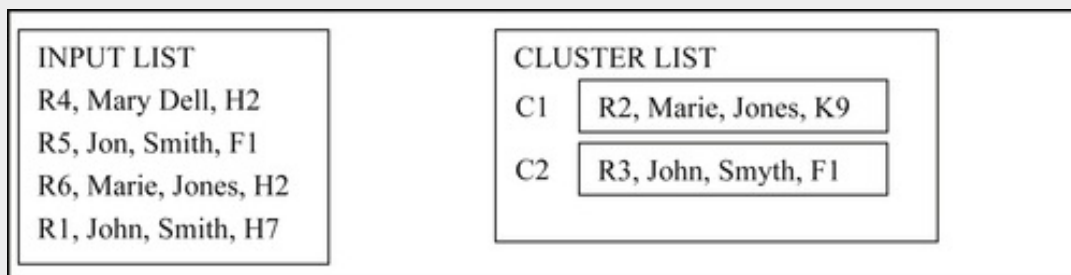 INPUT LIST
R4, Mary Dell, H2
R5, Jon, Smith, F1
R6, Marie, Jones, H2
R1, John, Smith, H7
CLUSTER LIST
C1 R2, Marie, Jones, K9
C2 R3, John, Smyth, F1